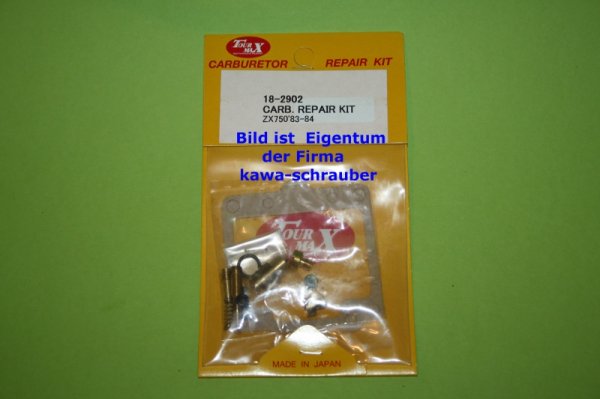 TOUR MAX
CARBURETOR REPAIR KIT
18-2902
CARB. REPAIR KIT
ZX750'83-84
Bild ist Eigentum
der Firma
kawa-schrauber
TOUR MAX
MADE IN JAPAN